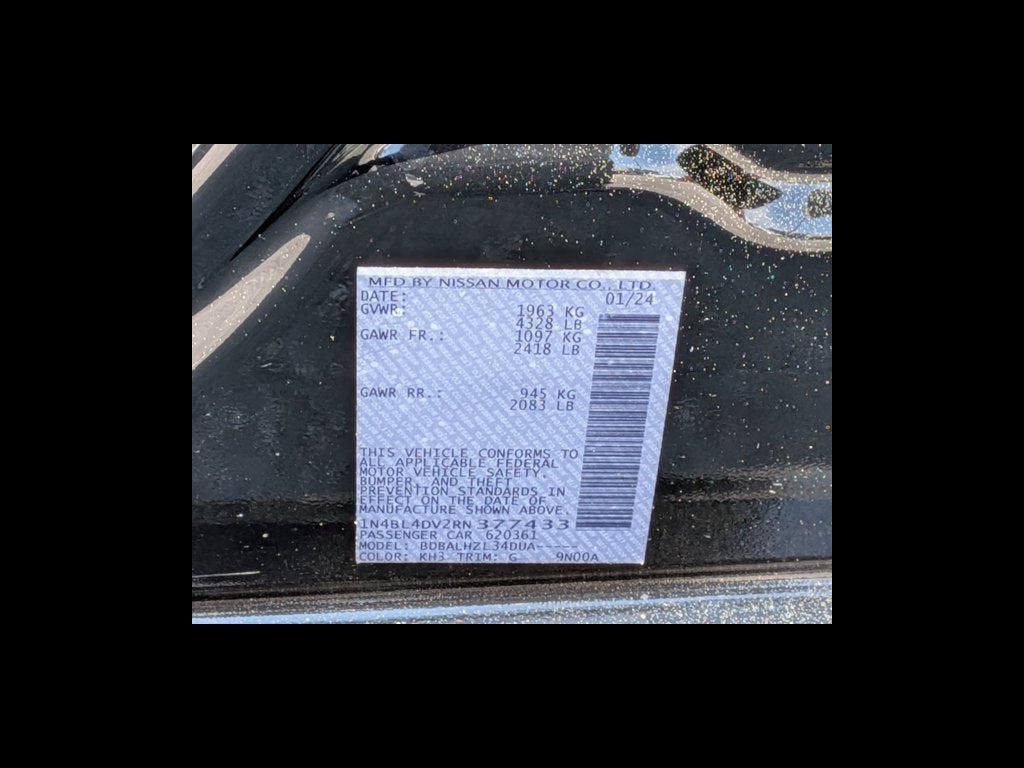 MFD BY NISSAN MOTOR CO., LTD.
DATE: 01/24
GVWR: 1963 KG
4328 LB
GAWR FR.: 1097 KG
2418 LB
GAWR RR.: 945 KG
2083 LB
THIS VEHICLE CONFORMS TO
ALL APPLICABLE FEDERAL
MOTOR VEHICLE SAFETY,
BUMPER, AND THEFT
PREVENTION STANDARDS IN
EFFECT ON THE DATE OF
MANUFACTURE SHOWN ABOVE.
1N4BL4DV2RN377433
PASSENGER CAR 620361
MODEL: BDBALHZL34DUA-----
COLOR: KH3 TRIM: G 9N00A